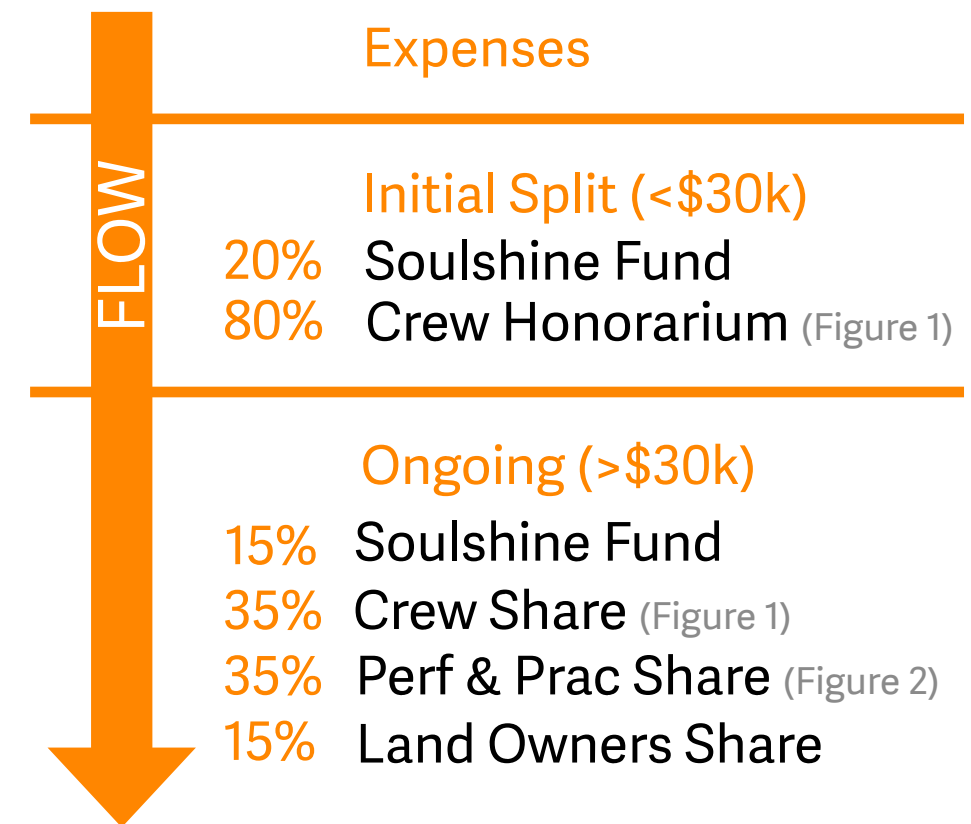 FLOW
Expenses
Initial Split (<$30k)
20% Soulshine Fund
80% Crew Honorarium (Figure 1)
Ongoing (>$30k)
15% Soulshine Fund
35% Crew Share (Figure 1)
35% Perf & Prac Share (Figure 2)
15% Land Owners Share